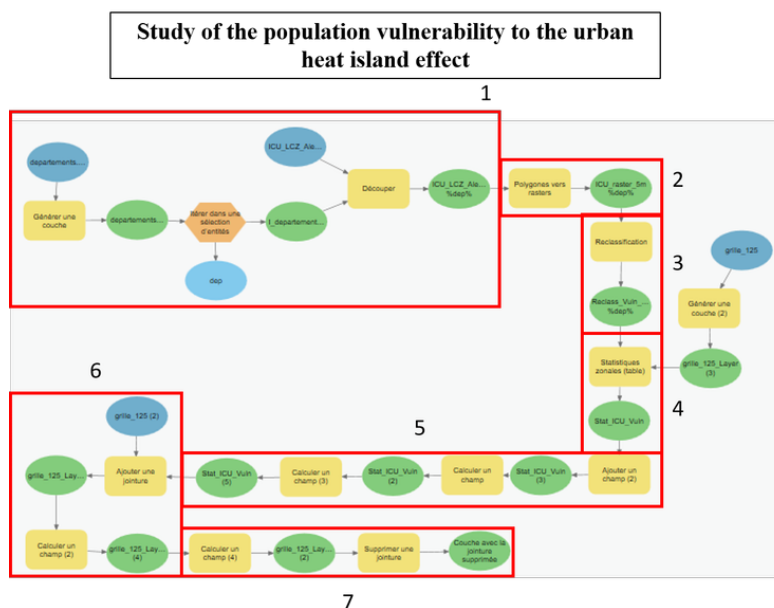 Study of the population vulnerability to the urban
heat island effect
1
departements....
ICU_LCZ_Ale...
Générer une
couche
departements...
Itérer dans une
sélection
d'entités
l_departement...
Découper
ICU_LCZ_Ale...
%dep%
dep
Polygones vers
rasters
ICU_raster_5m
%dep%
2
Reclassification
3
Reclass_Vuln_...
%dep%
grille_125
Générer une
couche (2)
Statistiques
zonales (table)
grille_125_Layer
(3)
Stat_ICU_Vuln
4
6
grille_125 (2)
5
grille_125_Lay...
Ajouter une
jointure
Stat_ICU_Vuln
(5)
Calculer un
champ (3)
Stat_ICU_Vuln
(2)
Calculer un
champ
Stat_ICU_Vuln
(3)
Ajouter un
champ (2)
Calculer un
champ (2)
grille_125_Lay...
(4)
Calculer un
champ (4)
grille_125_Lay...
(2)
Supprimer une
jointure
Couche avec la
jointure
supprimée
7